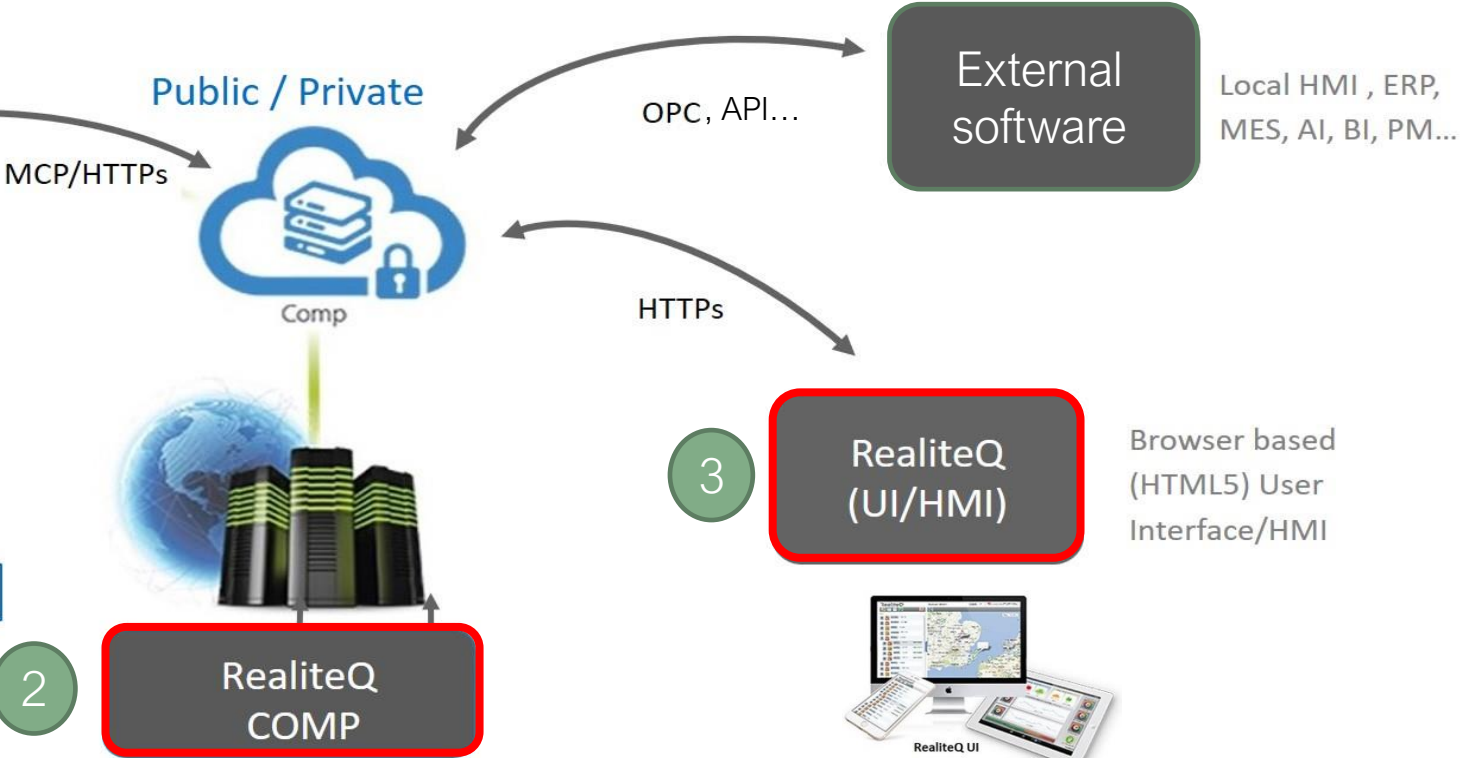 Public / Private
MCP/HTTPs
Comp
OPC, API...
External
software
Local HMI , ERP,
MES, AI, BI, PM...
HTTPs
3
RealiteQ
(UI/HMI)
Browser based
(HTML5) User
Interface/HMI
2
RealiteQ
COMP
RealiteQ UI